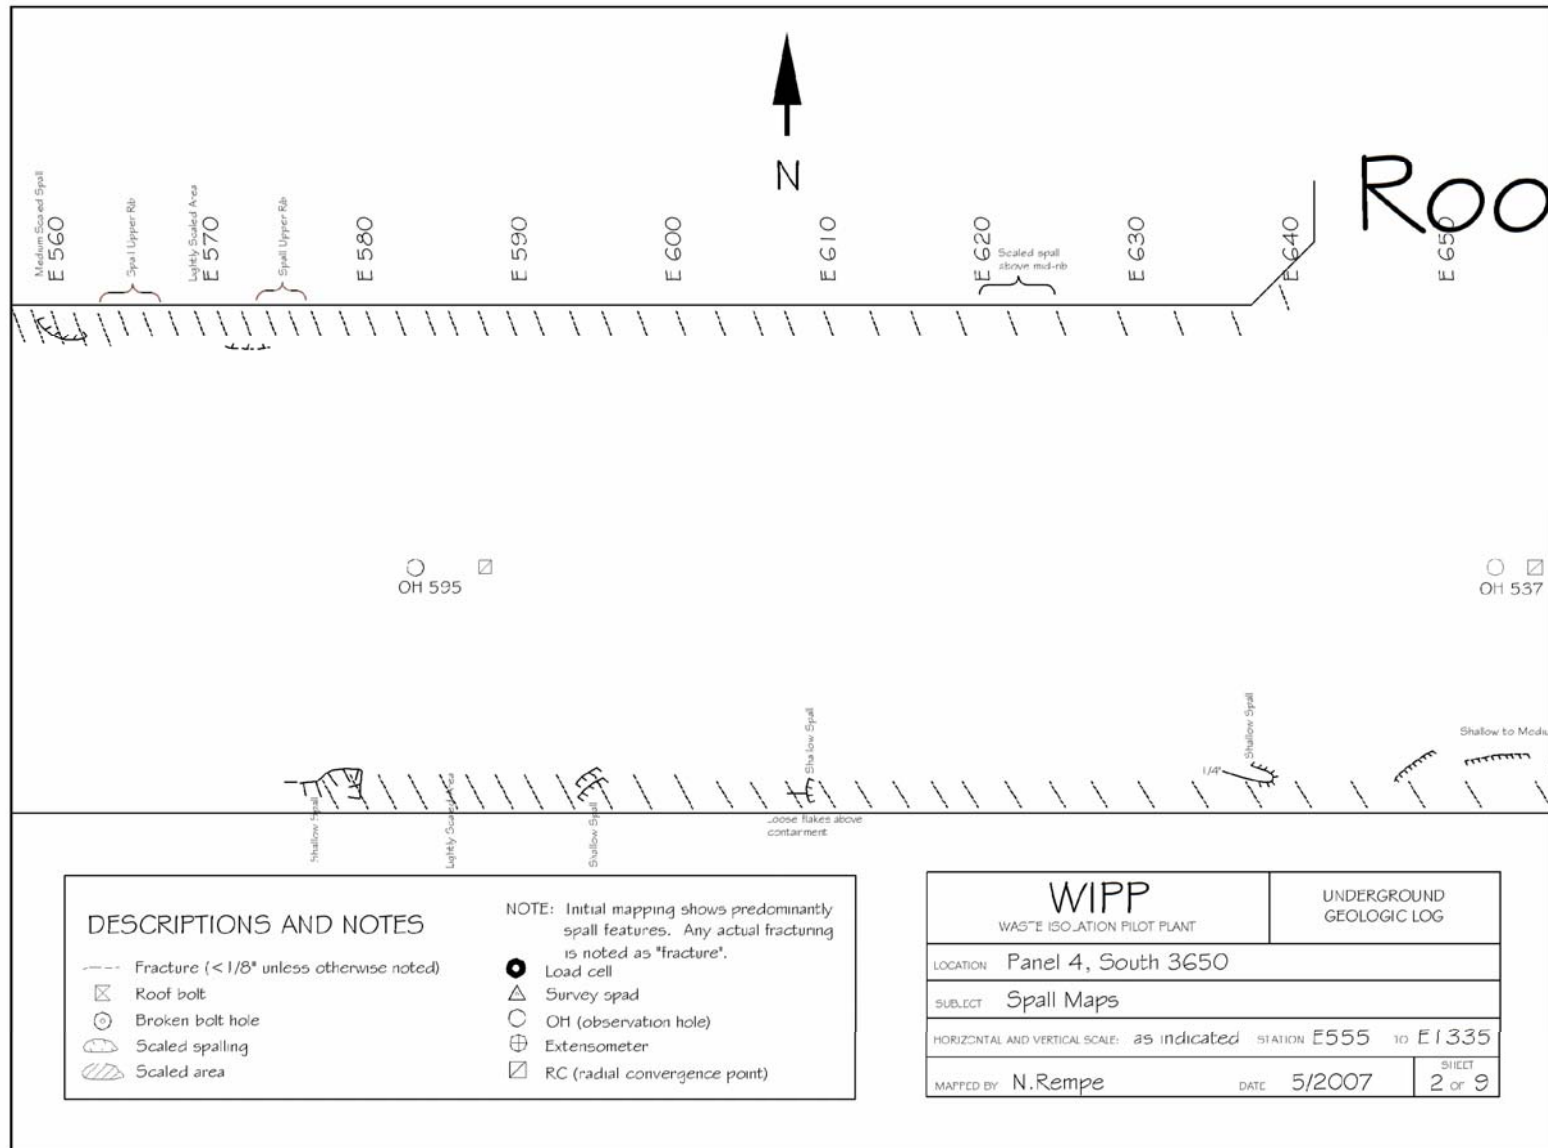 N
Roo
Medium Scaled Spall
E 560
Spall Upper Rib
Lightly Scaled Area
E 570
Spall Upper Rib
E 580
E 590
E 600
E 610
E 620
Scaled spall
above mid-rib
E 630
E 640
E 650
OH 595
OH 537
Shallow Spall
Lightly Scaled Area
Shallow Spall
Shallow Spall
Loose flakes above
containment
1/4"
Shallow Spall
Shallow to Mediu
DESCRIPTIONS AND NOTES
Fracture (<1/8" unless otherwise noted)
Roof bolt
Broken bolt hole
Scaled spalling
Scaled area
NOTE: Initial mapping shows predominantly
spall features. Any actual fracturing
is noted as "fracture".
Load cell
Survey spad
OH (observation hole)
Extensometer
RC (radial convergence point)
WIPP
WASTE ISOLATION PILOT PLANT
UNDERGROUND
GEOLOGIC LOG
LOCATION Panel 4, South 3650
SUBJECT Spall Maps
HORIZONTAL AND VERTICAL SCALE: as indicated STATION E555 TO E1335
MAPPED BY N.Rempe DATE 5/2007
SHEET
2 OF 9